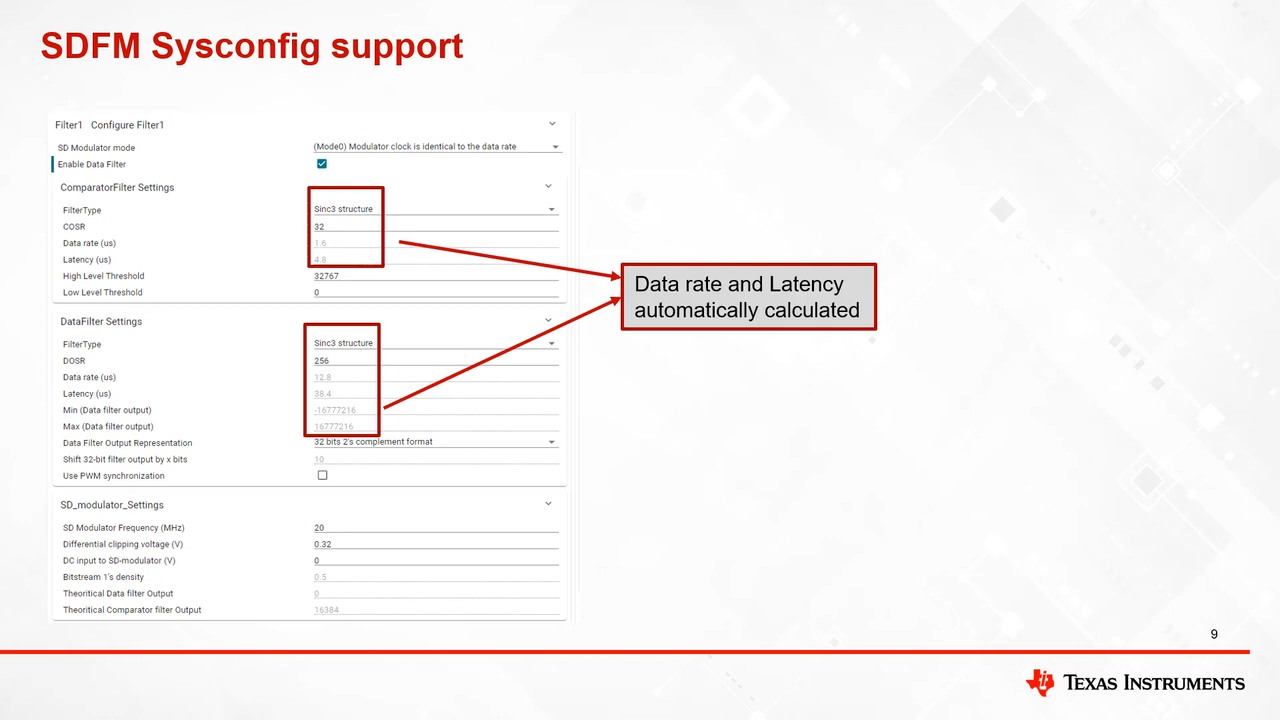 SDFM Sysconfig support
Filter1 Configure Filter1
SD Modulator mode (Mode0) Modulator clock is identical to the data rate
Enable Data Filter
ComparatorFilter Settings
FilterType Sinc3 structure
COSR 32
Data rate (us) 1.6
Latency (us) 4.8
High Level Threshold 32767
Low Level Threshold 0
DataFilter Settings
FilterType Sinc3 structure
DOSR 256
Data rate (us) 12.8
Latency (us) 38.4
Min (Data filter output) -16777216
Max (Data filter output) 16777216
Data Filter Output Representation 32 bits 2's complement format
Shift 32-bit filter output by x bits 10
Use PWM synchronization
SD_modulator_Settings
SD Modulator Frequency (MHz) 20
Differential clipping voltage (V) 0.32
DC input to SD-modulator (V) 0
Bitstream 1's density 0.5
Theoritical Data filter Output 0
Theoritical Comparator filter Output 16384
Data rate and Latency
automatically calculated
9
TEXAS INSTRUMENTS